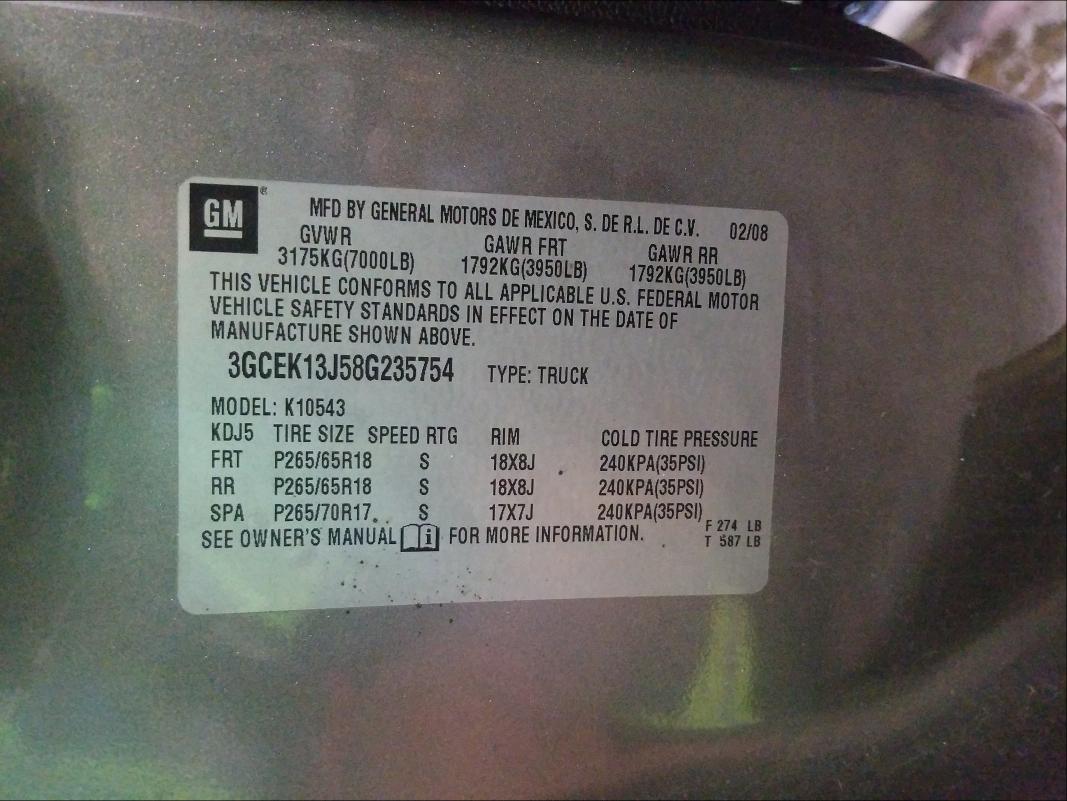 GM®
MFD BY GENERAL MOTORS DE MEXICO, S. DE R.L. DE C.V. 02/08
GVWR GAWR FRT GAWR RR
3175KG(7000LB) 1792KG(3950LB) 1792KG(3950LB)
THIS VEHICLE CONFORMS TO ALL APPLICABLE U.S. FEDERAL MOTOR
VEHICLE SAFETY STANDARDS IN EFFECT ON THE DATE OF
MANUFACTURE SHOWN ABOVE.
3GCEK13J58G235754 TYPE: TRUCK
MODEL: K10543
KDJ5 TIRE SIZE SPEED RTG RIM COLD TIRE PRESSURE
FRT P265/65R18 S 18X8J 240KPA(35PSI)
RR P265/65R18 S 18X8J 240KPA(35PSI)
SPA P265/70R17 S 17X7J 240KPA(35PSI)
SEE OWNER'S MANUAL i FOR MORE INFORMATION.
F 274 LB
T 587 LB